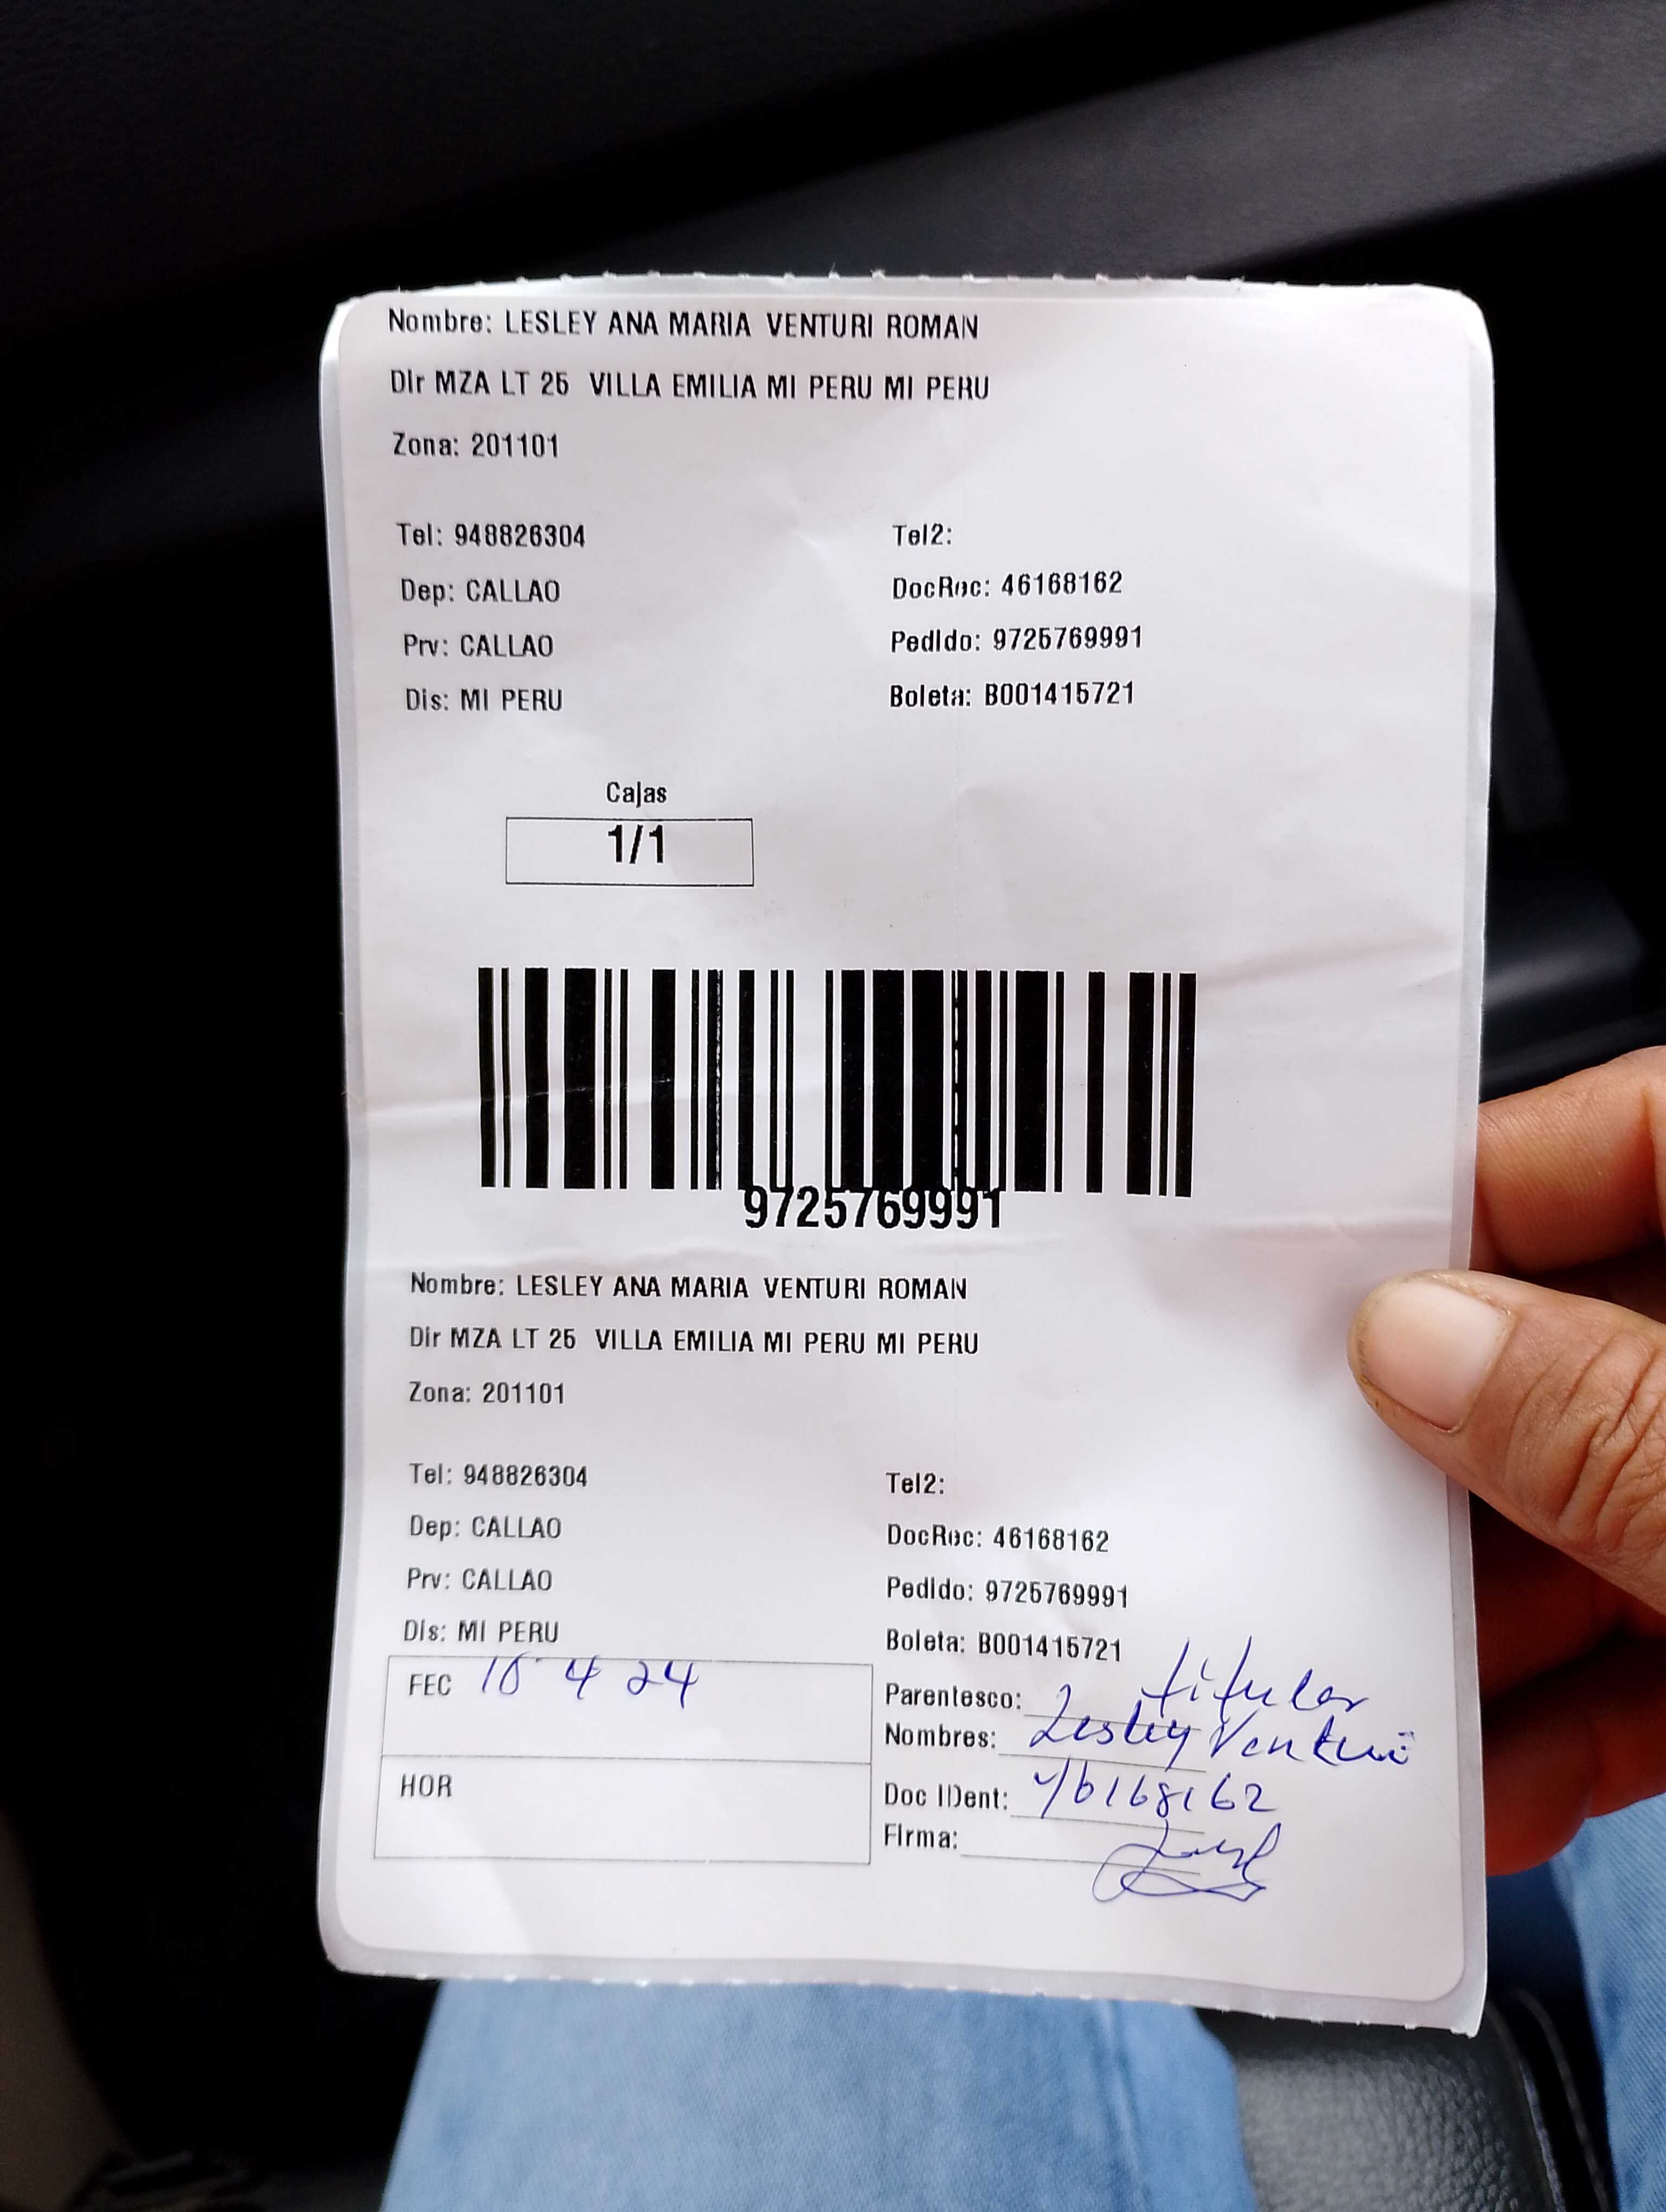 Nombre: LESLEY ANA MARIA VENTURI ROMAN
Dir MZA LT 25 VILLA EMILIA MI PERU MI PERU
Zona: 201101
Tel: 948826304 Tel2:
Dep: CALLAO DocRec: 46168162
Prv: CALLAO Pedido: 9725769991
Dis: MI PERU Boleta: B001415721
Cajas
1/1
9725769991
Nombre: LESLEY ANA MARIA VENTURI ROMAN
Dir MZA LT 25 VILLA EMILIA MI PERU MI PERU
Zona: 201101
Tel: 948826304 Tel2:
Dep: CALLAO DocRec: 46168162
Prv: CALLAO Pedido: 9725769991
Dis: MI PERU Boleta: B001415721
FEC 4 24 Parentesco: titular
Nombres: Lesley Venturi
HOR Doc IDent: 46168162
Firma: